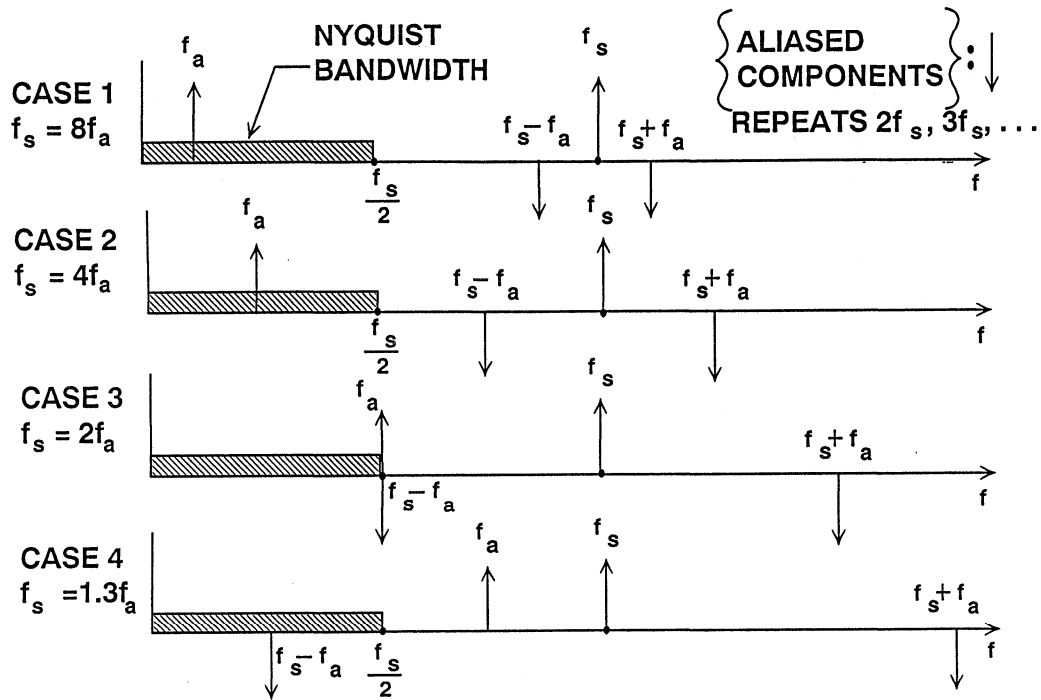 NYQUIST
BANDWIDTH
f a
f s
{ALIASED
COMPONENTS} :
REPEATS 2f s, 3f s, ...
CASE 1
f s = 8f a
f s – f a
f s + f a
f s
2
f
CASE 2
f s = 4f a
f a
f s
f s – f a
f s + f a
f s
2
f
CASE 3
f s = 2f a
f a
f s
f s + f a
f s – f a
f
CASE 4
f s =1.3f a
f a
f s
f s + f a
f s – f a
f s
2
f